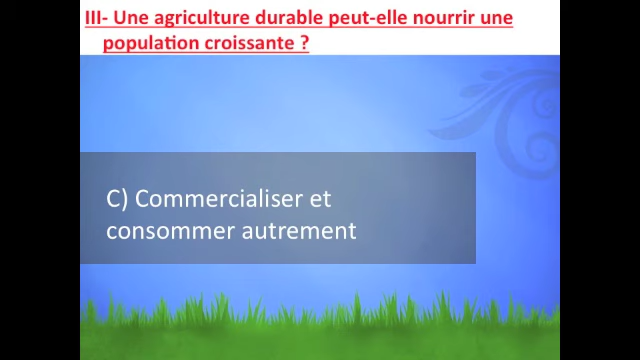 III- Une agriculture durable peut-elle nourrir une
population croissante ?
C) Commercialiser et
consommer autrement